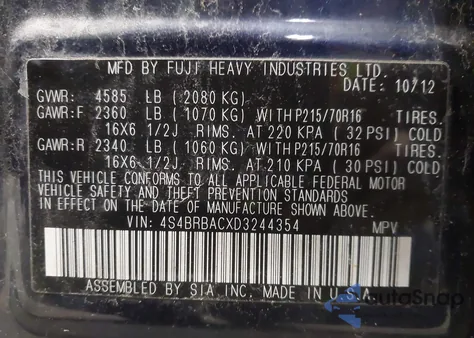 MFD BY FUJI HEAVY INDUSTRIES LTD.
DATE: 10/12
GVWR: 4585 LB (2080 KG)
GAWR:F 2360 LB (1070 KG) WITH P215/70R16 TIRES.
16X6 1/2J RIMS. AT 220 KPA (32 PSI) COLD
GAWR:R 2340 LB (1060 KG) WITH P215/70R16 TIRES.
16X6 1/2J RIMS. AT 210 KPA (30 PSI) COLD
THIS VEHICLE CONFORMS TO ALL APPLICABLE FEDERAL MOTOR
VEHICLE SAFETY AND THEFT PREVENTION STANDARDS
IN EFFECT ON THE DATE OF MANUFACTURE SHOWN ABOVE.
VIN: 4S4BRBACXD3244354 MPV
ASSEMBLED BY SIA INC. MADE IN U.S.A.
AutoSnap